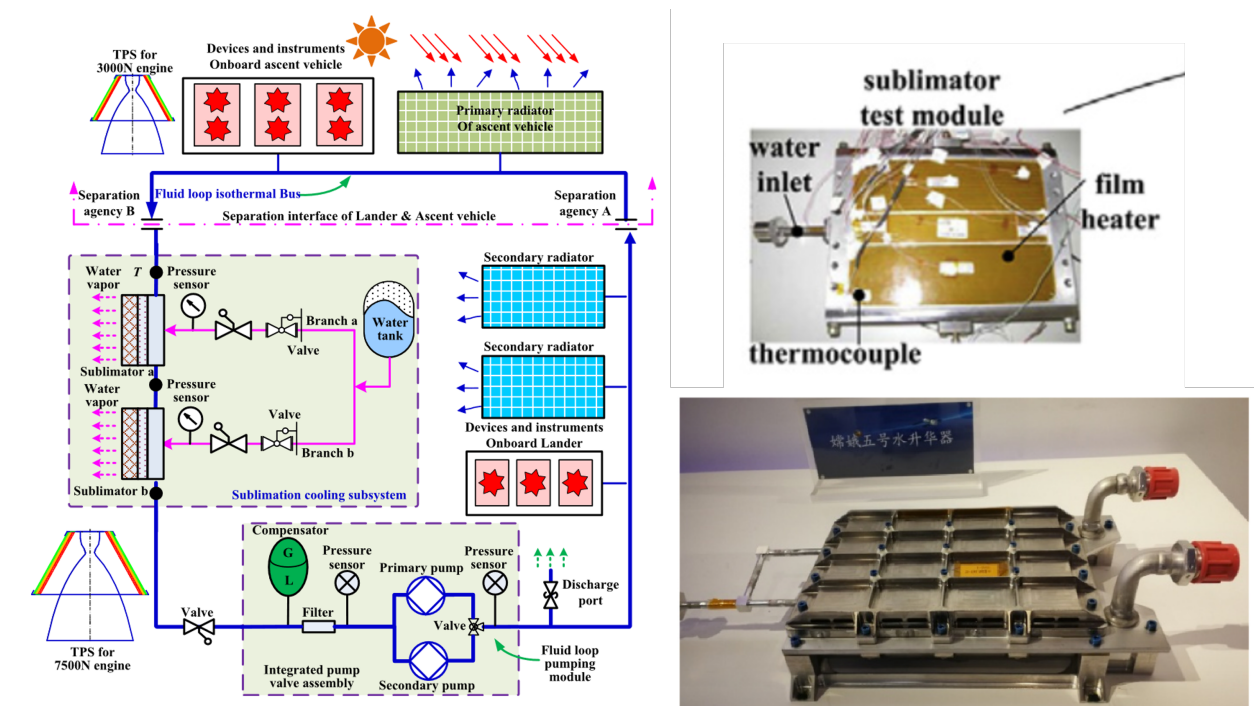 TPS for
3000N engine
Devices and instruments
Onboard ascent vehicle
Primary radiator
Of ascent vehicle
Fluid loop isothermal Bus
Separation
agency B
Separation
agency A
Separation interface of Lander & Ascent vehicle
Water
vapor
T
Pressure
sensor
Branch a
Valve
Water
tank
Sublimator a
Water
vapor
Pressure
sensor
Valve
Branch b
Sublimator b
Sublimation cooling subsystem
Secondary radiator
Secondary radiator
Devices and instruments
Onboard Lander
TPS for
7500N engine
Valve
Compensator
G
L
Filter
Pressure
sensor
Primary pump
Valve
Secondary pump
Pressure
sensor
Integrated pump
valve assembly
Discharge
port
Fluid loop
pumping
module
sublimator
test module
water
inlet
film
heater
thermocouple
嫦娥五号水升华器